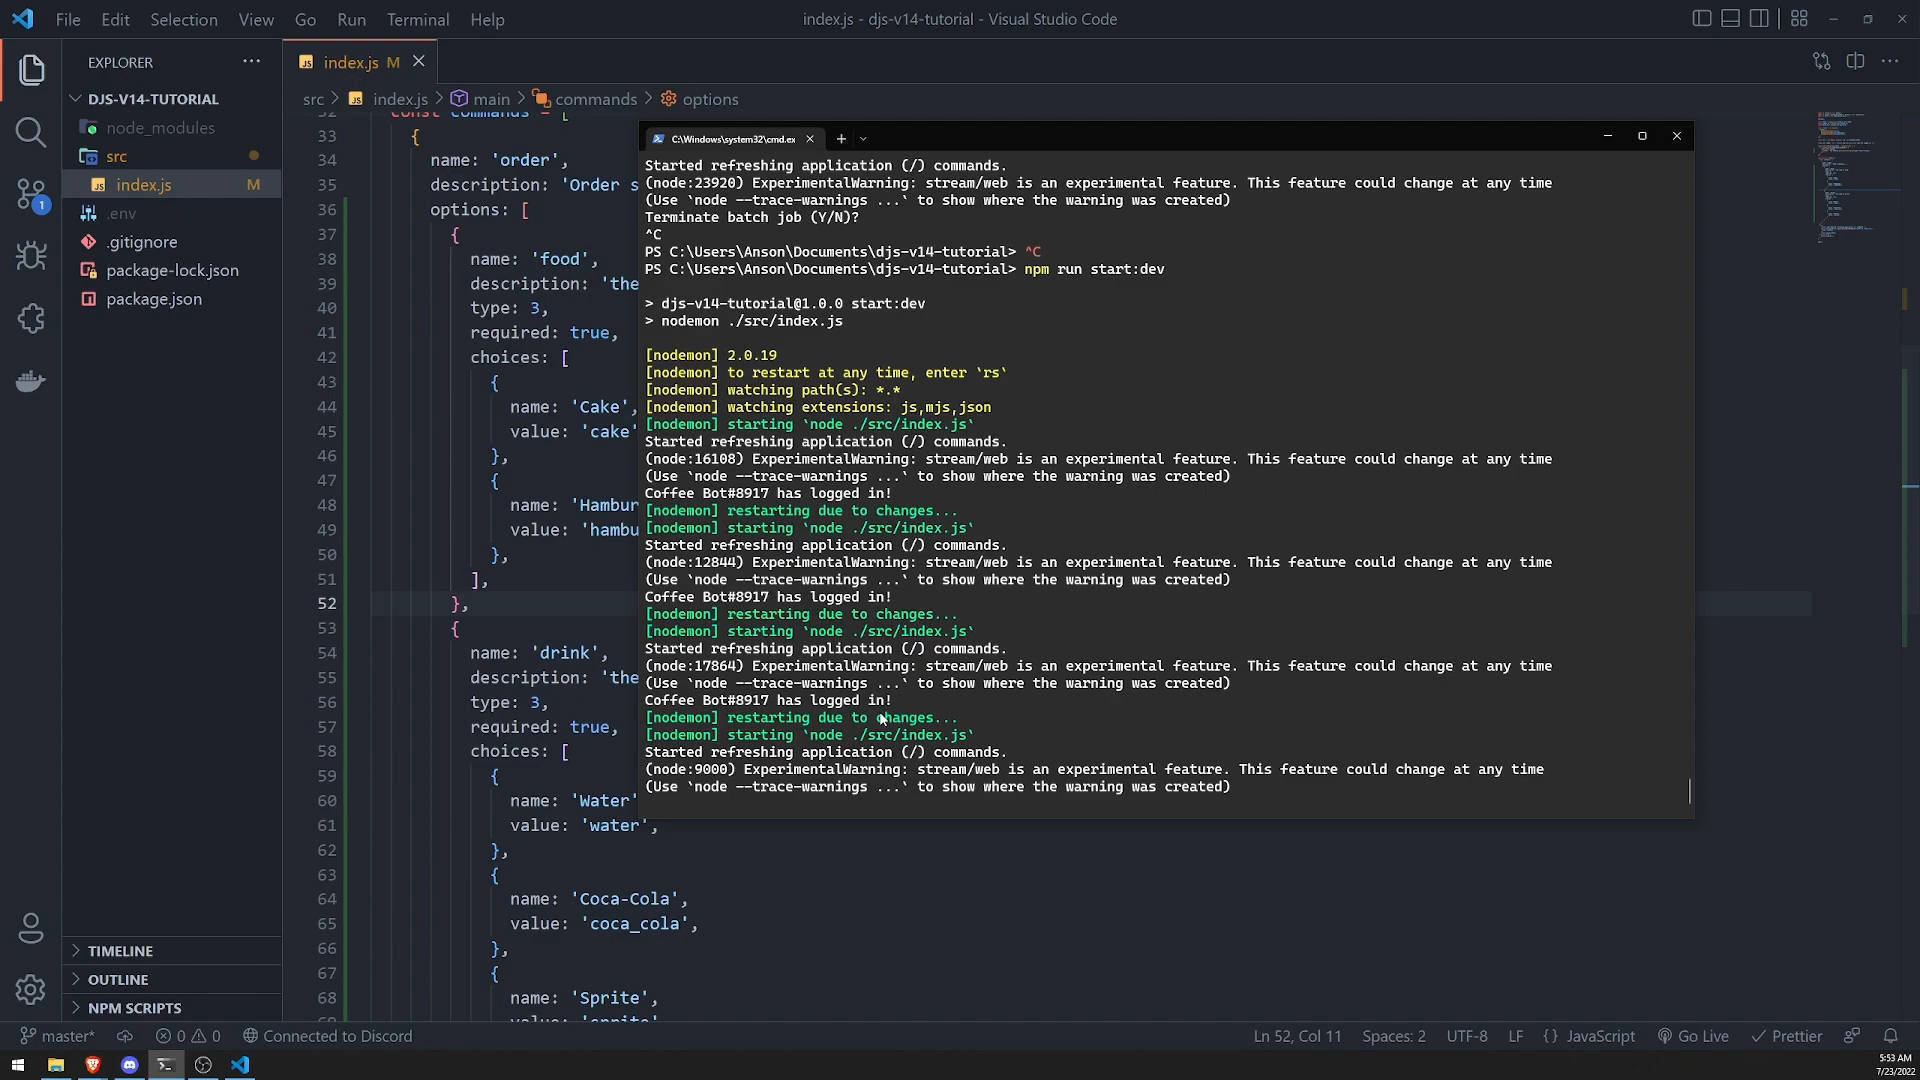 File Edit Selection View Go Run Terminal Help
index.js - djs-v14-tutorial - Visual Studio Code
EXPLORER
index.js M
DJS-V14-TUTORIAL
node_modules
src
index.js M
.env
.gitignore
package-lock.json
package.json
TIMELINE
OUTLINE
NPM SCRIPTS
src > index.js > main > commands > options
32 const commands = [
33 {
34 name: 'order',
35 description: 'Order s
36 options: [
37 {
38 name: 'food',
39 description: 'the
40 type: 3,
41 required: true,
42 choices: [
43 {
44 name: 'Cake',
45 value: 'cake'
46 },
47 {
48 name: 'Hambur
49 value: 'hambu
50 },
51 ],
52 },
53 {
54 name: 'drink',
55 description: 'the
56 type: 3,
57 required: true,
58 choices: [
59 {
60 name: 'Water'
61 value: 'water',
62 },
63 {
64 name: 'Coca-Cola',
65 value: 'coca_cola',
66 },
67 {
68 name: 'Sprite',
69 value: 'sprite'
C:\Windows\system32\cmd.ex
Started refreshing application (/) commands.
(node:23920) ExperimentalWarning: stream/web is an experimental feature. This feature could change at any time
(Use `node --trace-warnings ...` to show where the warning was created)
Terminate batch job (Y/N)?
^C
PS C:\Users\Anson\Documents\djs-v14-tutorial> ^C
PS C:\Users\Anson\Documents\djs-v14-tutorial> npm run start:dev
> djs-v14-tutorial@1.0.0 start:dev
> nodemon ./src/index.js
[nodemon] 2.0.19
[nodemon] to restart at any time, enter `rs`
[nodemon] watching path(s): *.*
[nodemon] watching extensions: js,mjs,json
[nodemon] starting `node ./src/index.js`
Started refreshing application (/) commands.
(node:16108) ExperimentalWarning: stream/web is an experimental feature. This feature could change at any time
(Use `node --trace-warnings ...` to show where the warning was created)
Coffee Bot#8917 has logged in!
[nodemon] restarting due to changes...
[nodemon] starting `node ./src/index.js`
Started refreshing application (/) commands.
(node:12844) ExperimentalWarning: stream/web is an experimental feature. This feature could change at any time
(Use `node --trace-warnings ...` to show where the warning was created)
Coffee Bot#8917 has logged in!
[nodemon] restarting due to changes...
[nodemon] starting `node ./src/index.js`
Started refreshing application (/) commands.
(node:17864) ExperimentalWarning: stream/web is an experimental feature. This feature could change at any time
(Use `node --trace-warnings ...` to show where the warning was created)
Coffee Bot#8917 has logged in!
[nodemon] restarting due to changes...
[nodemon] starting `node ./src/index.js`
Started refreshing application (/) commands.
(node:9000) ExperimentalWarning: stream/web is an experimental feature. This feature could change at any time
(Use `node --trace-warnings ...` to show where the warning was created)
1
master* 0 0 Connected to Discord
Ln 52, Col 11 Spaces: 2 UTF-8 LF {} JavaScript Go Live Prettier
5:53 AM
7/23/2022